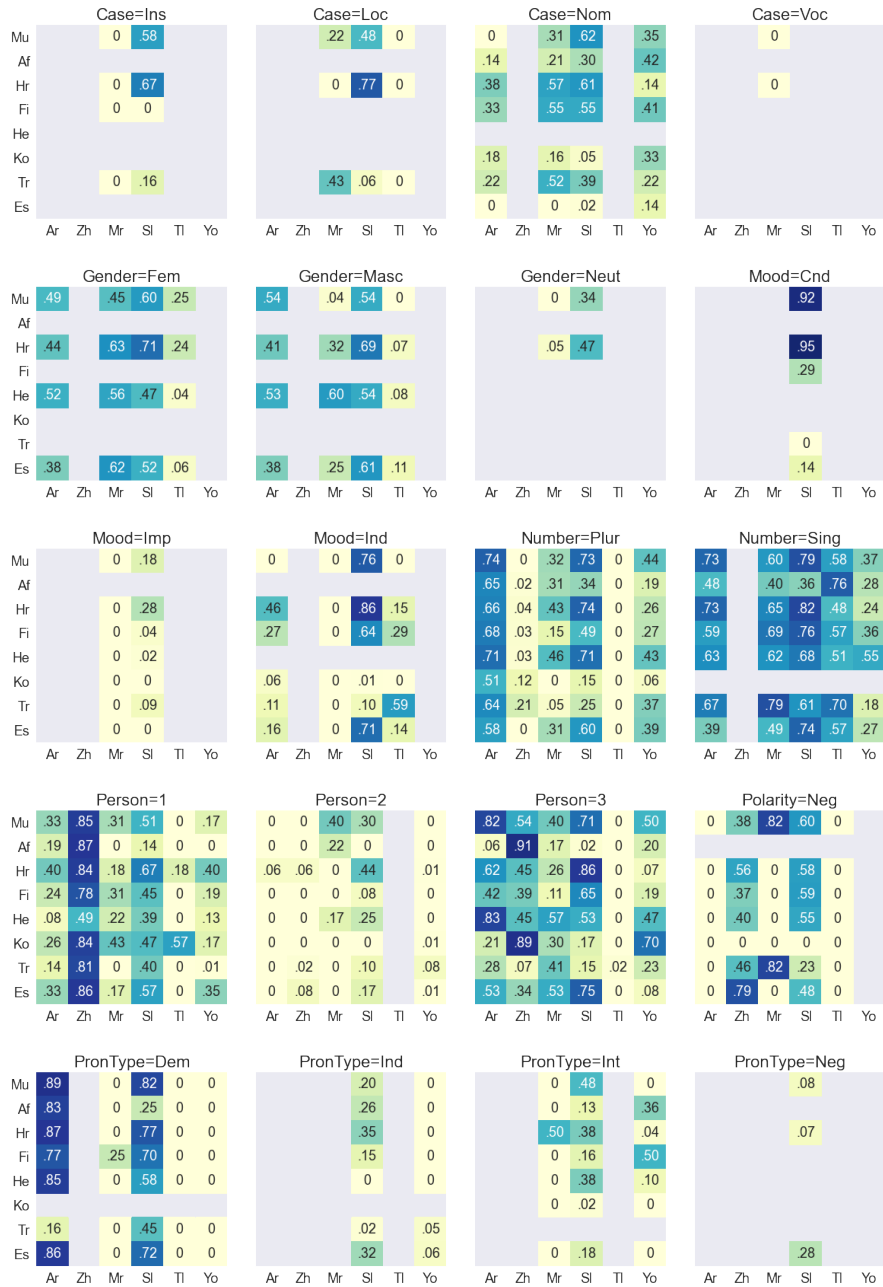 Case=Ins Case=Loc Case=Nom Case=Voc
Mu 0 .58 .22 .48 0 0 .31 .62 .35 0
Af .14 .21 .30 .42
Hr 0 .67 0 .77 0 .38 .57 .61 .14 0
Fi 0 0 .33 .55 .55 .41
He
Ko .18 .16 .05 .33
Tr 0 .16 .43 .06 0 .22 .52 .39 .22
Es 0 0 .02 .14
Ar Zh Mr Sl Tl Yo Ar Zh Mr Sl Tl Yo Ar Zh Mr Sl Tl Yo Ar Zh Mr Sl Tl Yo
Gender=Fem Gender=Masc Gender=Neut Mood=Cnd
Mu .49 .45 .60 .25 .54 .04 .54 0 0 .34 .92
Af
Hr .44 .63 .71 .24 .41 .32 .69 .07 .05 .47 .95
Fi .29
He .52 .56 .47 .04 .53 .60 .54 .08
Ko
Tr 0
Es .38 .62 .52 .06 .38 .25 .61 .11 .14
Ar Zh Mr Sl Tl Yo Ar Zh Mr Sl Tl Yo Ar Zh Mr Sl Tl Yo Ar Zh Mr Sl Tl Yo
Mood=Imp Mood=Ind Number=Plur Number=Sing
Mu 0 .18 0 0 .76 0 .74 0 .32 .73 0 .44 .73 .60 .79 .58 .37
Af .65 .02 .31 .34 0 .19 .48 .40 .36 .76 .28
Hr 0 .28 .46 0 .86 .15 .66 .04 .43 .74 0 .26 .73 .65 .82 .48 .24
Fi 0 .04 .27 0 .64 .29 .68 .03 .15 .49 0 .27 .59 .69 .76 .57 .36
He 0 .02 .71 .03 .46 .71 0 .43 .63 .62 .68 .51 .55
Ko 0 0 .06 0 .01 0 .51 .12 0 .15 0 .06
Tr 0 .09 .11 0 .10 .59 .64 .21 .05 .25 0 .37 .67 .79 .61 .70 .18
Es 0 0 .16 0 .71 .14 .58 0 .31 .60 0 .39 .39 .49 .74 .57 .27
Ar Zh Mr Sl Tl Yo Ar Zh Mr Sl Tl Yo Ar Zh Mr Sl Tl Yo Ar Zh Mr Sl Tl Yo
Person=1 Person=2 Person=3 Polarity=Neg
Mu .33 .85 .31 .51 0 .17 0 0 .40 .30 0 .82 .54 .40 .71 0 .50 0 .38 .82 .60 0
Af .19 .87 0 .14 0 0 0 0 .22 0 0 .06 .91 .17 .02 0 .20
Hr .40 .84 .18 .67 .18 .40 .06 .06 0 .44 .01 .62 .45 .26 .86 0 .07 0 .56 0 .58 0
Fi .24 .78 .31 .45 0 .19 0 0 0 .08 0 .42 .39 .11 .65 0 .19 0 .37 0 .59 0
He .08 .49 .22 .39 0 .13 0 0 .17 .25 0 .83 .45 .57 .53 0 .47 0 .40 0 .55 0
Ko .26 .84 .43 .47 .57 .17 0 0 0 0 .01 .21 .89 .30 .17 0 .70 0 0 0 0 0
Tr .14 .81 0 .40 0 .01 0 .02 0 .10 .08 .28 .07 .41 .15 .02 .23 0 .46 .82 .23 0
Es .33 .86 .17 .57 0 .35 0 .08 0 .17 .01 .53 .34 .53 .75 0 .08 0 .79 0 .48 0
Ar Zh Mr Sl Tl Yo Ar Zh Mr Sl Tl Yo Ar Zh Mr Sl Tl Yo Ar Zh Mr Sl Tl Yo
PronType=Dem PronType=Ind PronType=Int PronType=Neg
Mu .89 0 .82 0 0 .20 0 0 .48 0 .08
Af .83 0 .25 0 0 .26 0 0 .13 .36
Hr .87 0 .77 0 0 .35 0 .50 .38 .04 .07
Fi .77 .25 .70 0 0 .15 0 0 .16 .50
He .85 0 .58 0 0 0 0 0 .38 .10
Ko 0 .02 0
Tr .16 0 .45 0 0 .02 .05
Es .86 0 .72 0 0 .32 .06 0 .18 0 .28
Ar Zh Mr Sl Tl Yo Ar Zh Mr Sl Tl Yo Ar Zh Mr Sl Tl Yo Ar Zh Mr Sl Tl Yo